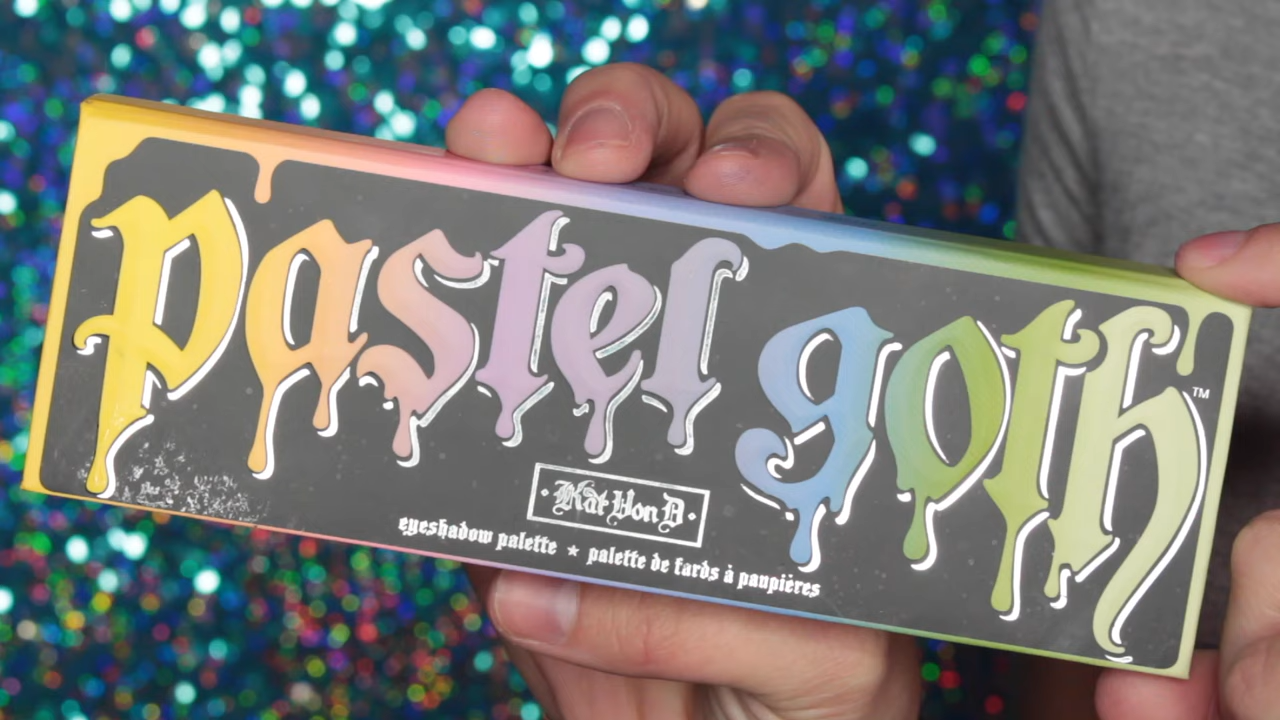 pastel goth™
·Kat Von D·
eyeshadow palette ★ palette de fards à paupières